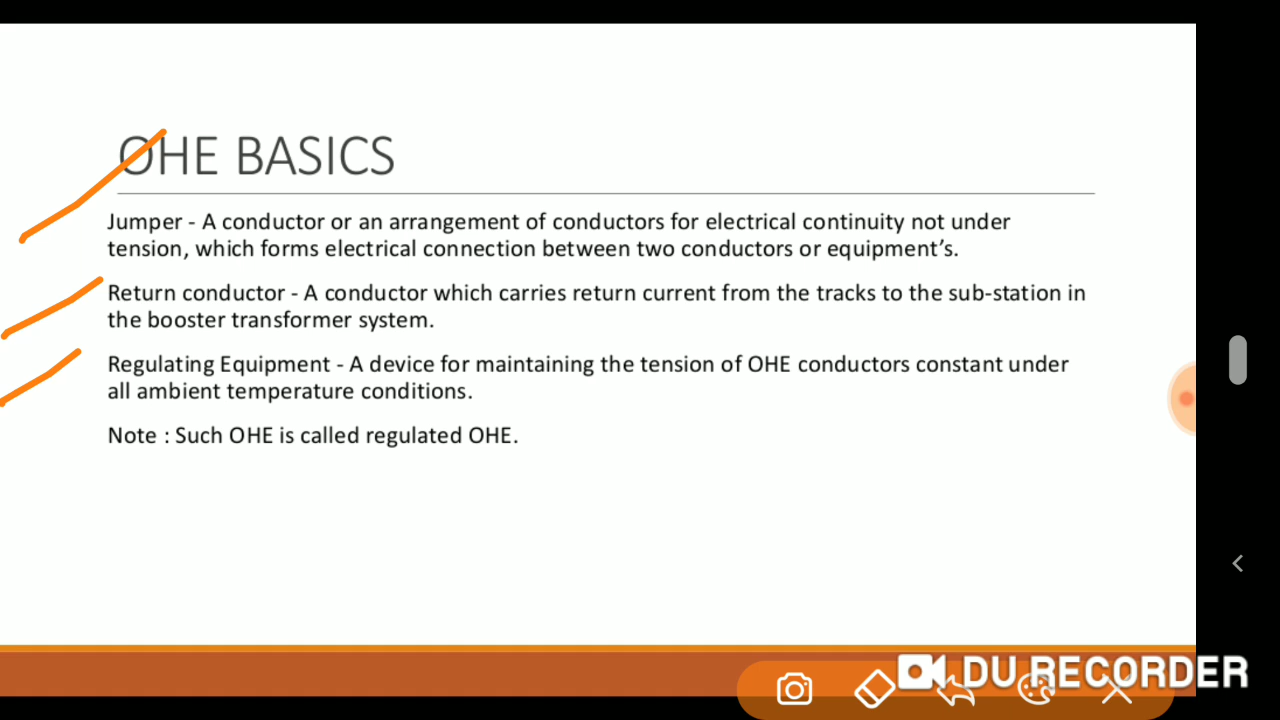 OHE BASICS
Jumper - A conductor or an arrangement of conductors for electrical continuity not under
tension, which forms electrical connection between two conductors or equipment’s.
Return conductor - A conductor which carries return current from the tracks to the sub-station in
the booster transformer system.
Regulating Equipment - A device for maintaining the tension of OHE conductors constant under
all ambient temperature conditions.
Note : Such OHE is called regulated OHE.
DU RECORDER